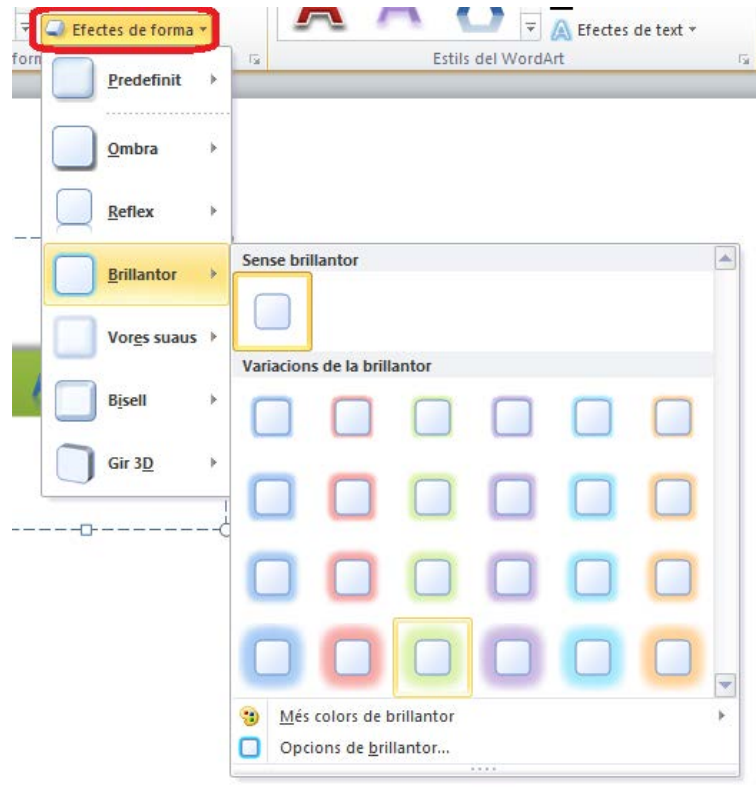 Efectes de forma
Efectes de text
form
Estils del WordArt
Predefinit
Ombra
Reflex
Brillantor
Vores suaus
Bisell
Gir 3D
Sense brillantor
Variacions de la brillantor
Més colors de brillantor
Opcions de brillantor...